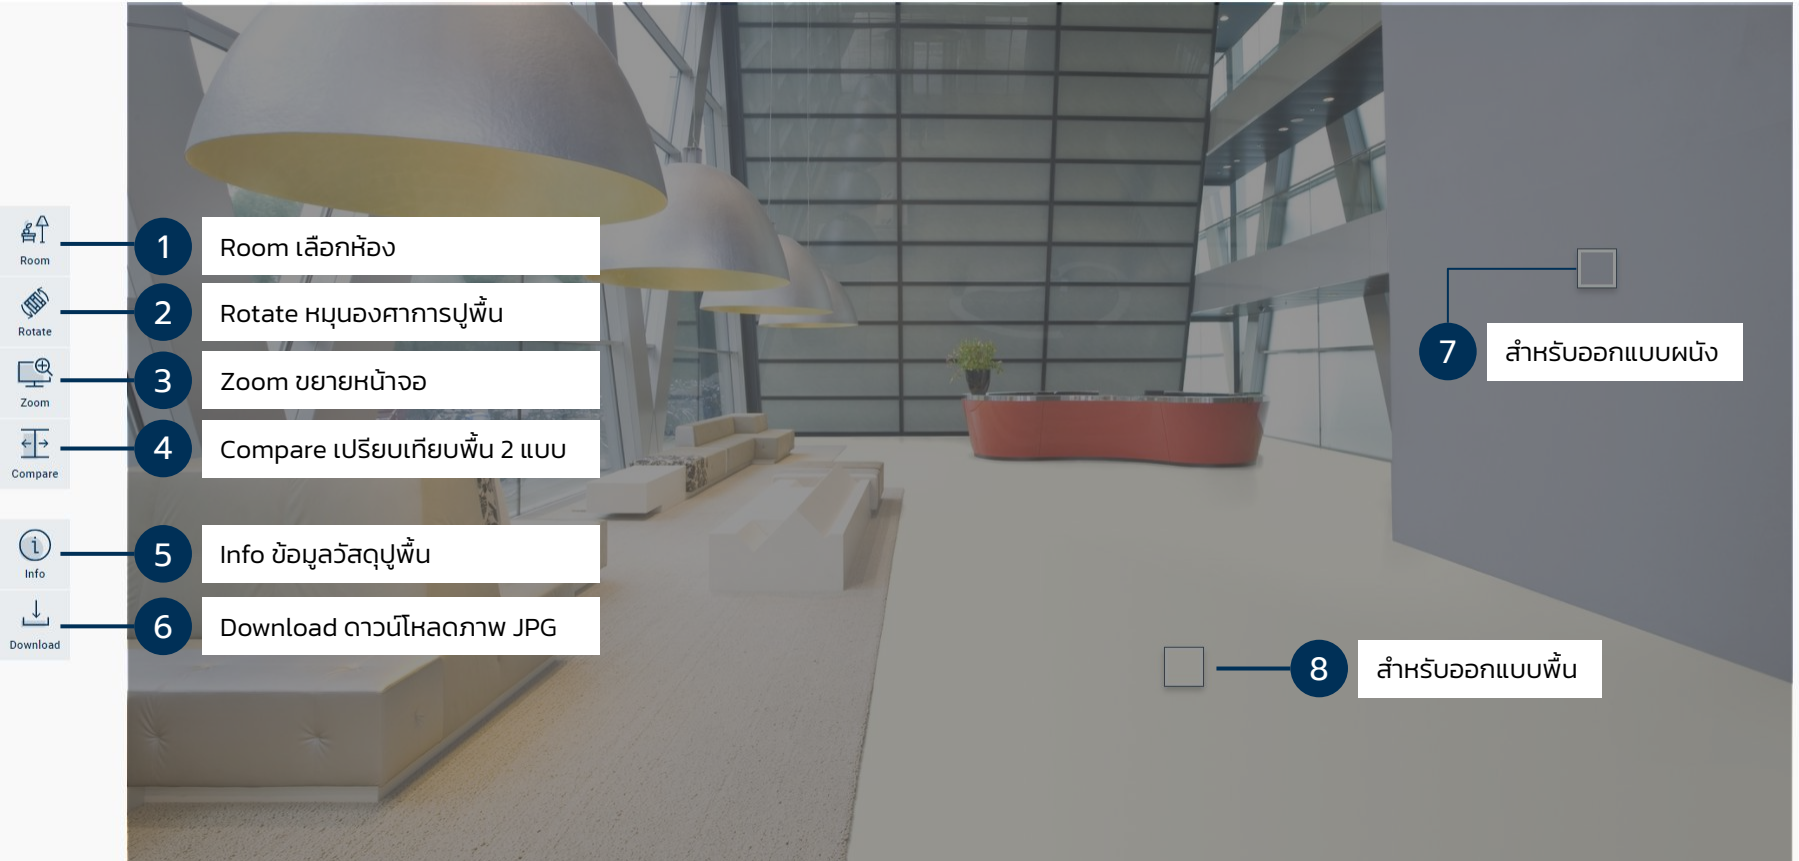 Room
1
Room เลือกห้อง
Rotate
2
Rotate หมุนองศาการปูพื้น
Zoom
3
Zoom ขยายหน้าจอ
Compare
4
Compare เปรียบเทียบพื้น 2 แบบ
Info
5
Info ข้อมูลวัสดุปูพื้น
Download
6
Download ดาวน์โหลดภาพ JPG
7
สำหรับออกแบบผนัง
8
สำหรับออกแบบพื้น